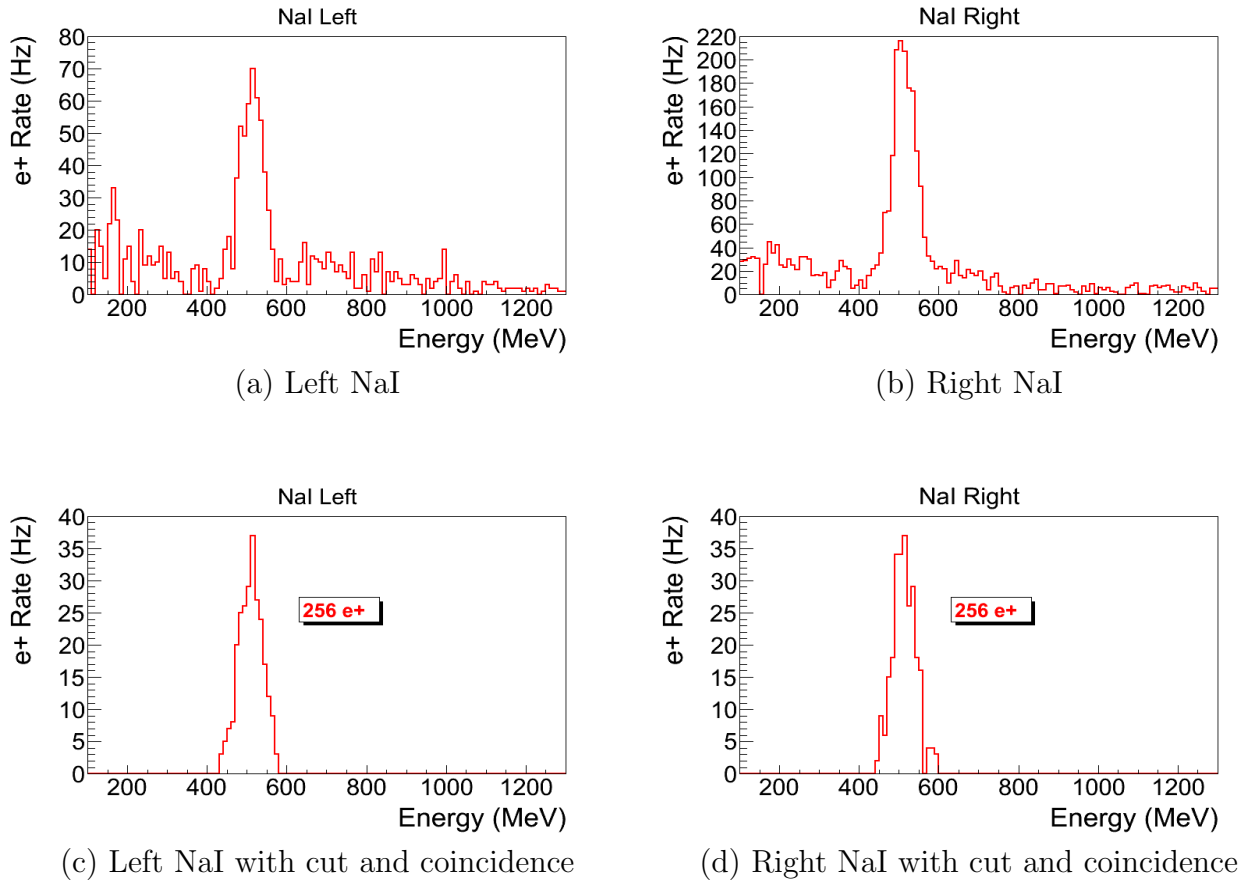 NaI Left
e+ Rate (Hz)
80
70
60
50
40
30
20
10
0
200 400 600 800 1000 1200
Energy (MeV)
(a) Left NaI
NaI Right
e+ Rate (Hz)
220
200
180
160
140
120
100
80
60
40
20
0
200 400 600 800 1000 1200
Energy (MeV)
(b) Right NaI
NaI Left
e+ Rate (Hz)
40
35
30
25
20
15
10
5
0
256 e+
200 400 600 800 1000 1200
Energy (MeV)
(c) Left NaI with cut and coincidence
NaI Right
e+ Rate (Hz)
40
35
30
25
20
15
10
5
0
256 e+
200 400 600 800 1000 1200
Energy (MeV)
(d) Right NaI with cut and coincidence